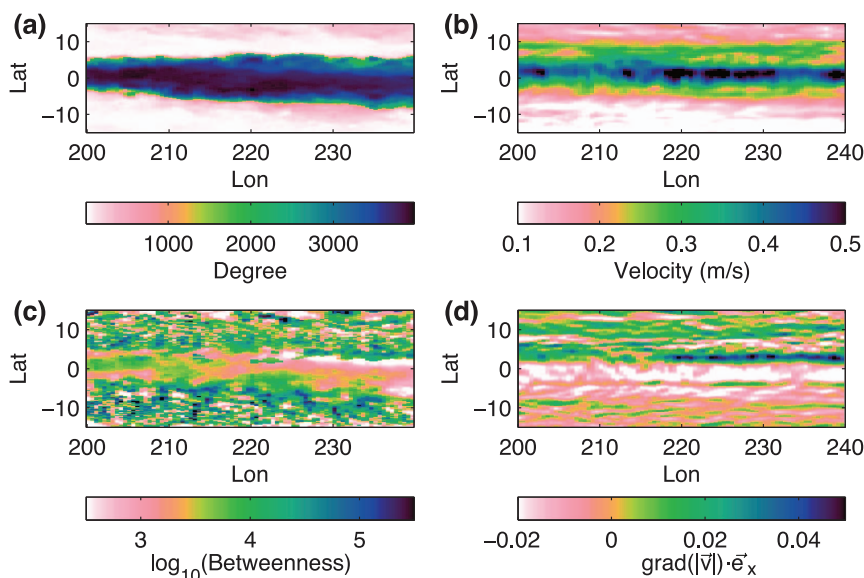 (a)
Lat
10
0
−10
200 210 220 230
Lon
1000 2000 3000
Degree
(b)
Lat
10
0
−10
200 210 220 230 240
Lon
0.1 0.2 0.3 0.4 0.5
Velocity (m/s)
(c)
Lat
10
0
−10
200 210 220 230
Lon
3 4 5
log₁₀(Betweenness)
(d)
Lat
10
0
−10
200 210 220 230 240
Lon
−0.02 0 0.02 0.04
grad(|v⃗|)·e⃗ₓ